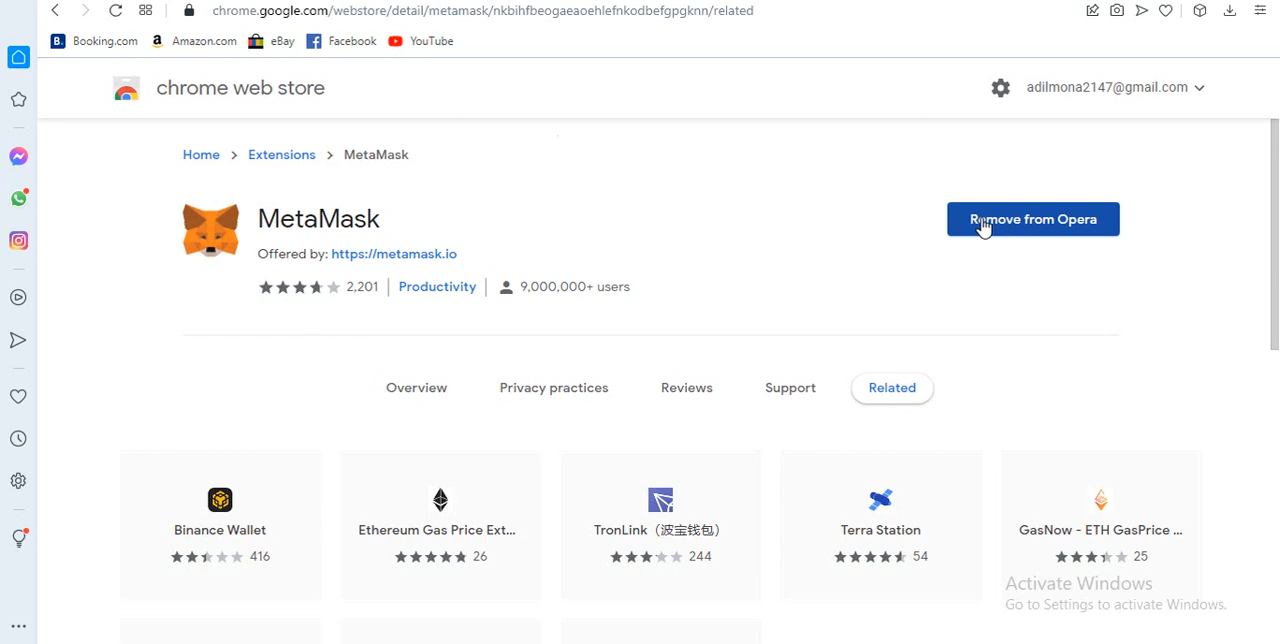 chrome.google.com/webstore/detail/metamask/nkbihfbeogaeaoehlefnkodbefgpgknn/related
B. Booking.com a Amazon.com eBay f Facebook YouTube
chrome web store
adilmona2147@gmail.com
Home > Extensions > MetaMask
MetaMask
Remove from Opera
Offered by: https://metamask.io
2,201 | Productivity | 9,000,000+ users
Overview Privacy practices Reviews Support Related
Binance Wallet Ethereum Gas Price Ext... TronLink（波宝钱包） Terra Station GasNow - ETH GasPrice ...
416 26 244 54 25
Activate Windows
Go to Settings to activate Windows.